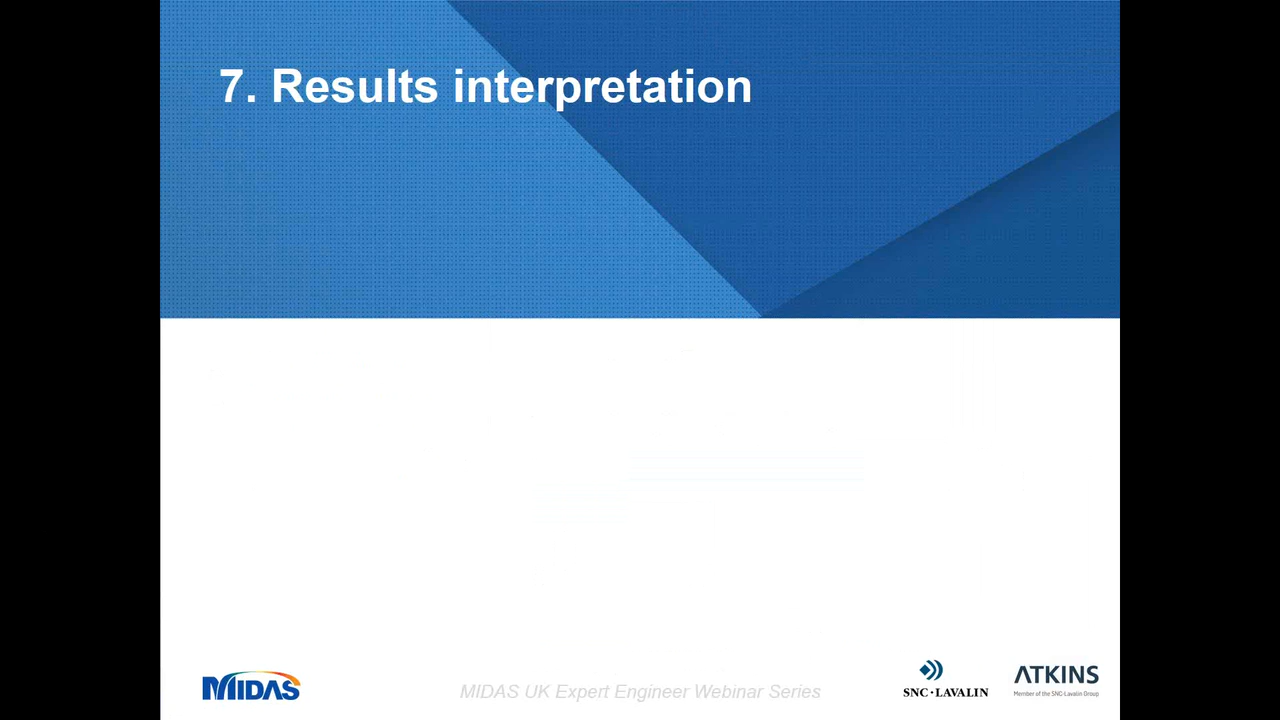 7. Results interpretation
MIDAS
MIDAS UK Expert Engineer Webinar Series
SNC•LAVALIN
ATKINS
Member of the SNC-Lavalin Group